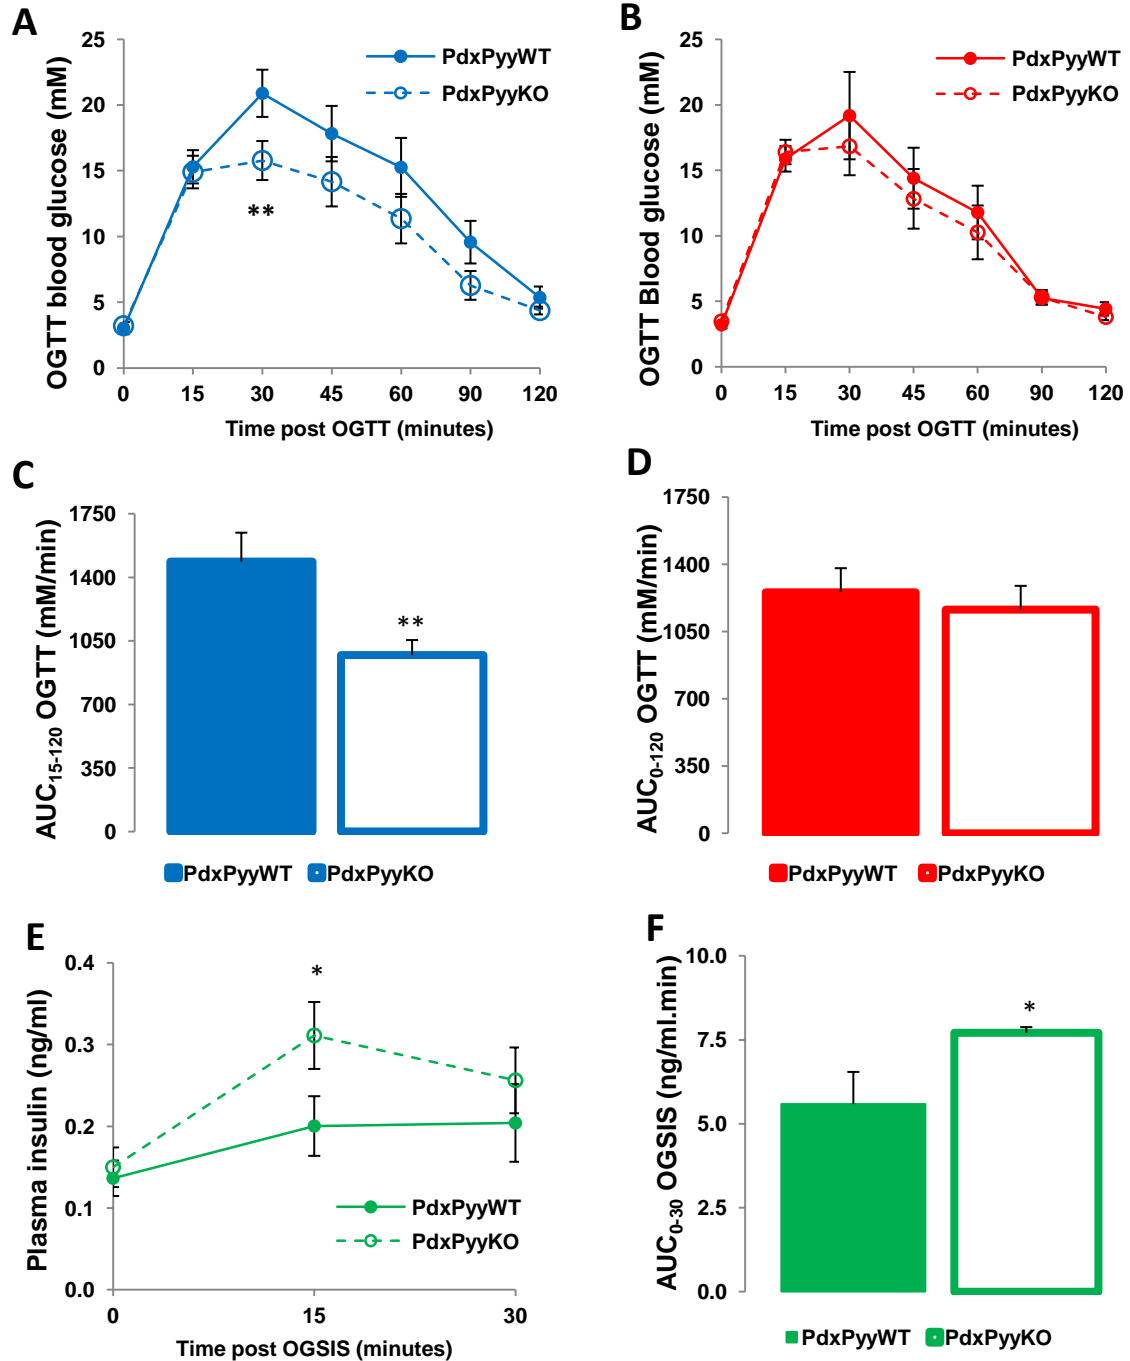 A
OGTT blood glucose (mM)
25
20
15
10
5
0
PdxPyyWT
PdxPyyKO
**
0 15 30 45 60 90 120
Time post OGTT (minutes)
B
OGTT Blood glucose (mM)
25
20
15
10
5
0
PdxPyyWT
PdxPyyKO
0 15 30 45 60 90 120
Time post OGTT (minutes)
C
AUC15-120 OGTT (mM/min)
1750
1400
1050
700
350
0
**
PdxPyyWT PdxPyyKO
D
AUC0-120 OGTT (mM/min)
1750
1400
1050
700
350
0
PdxPyyWT PdxPyyKO
E
Plasma insulin (ng/ml)
0.4
0.3
0.2
0.1
0.0
*
PdxPyyWT
PdxPyyKO
0 15 30
Time post OGSIS (minutes)
F
AUC0-30 OGSIS (ng/ml.min)
10.0
7.5
5.0
2.5
0.0
*
PdxPyyWT PdxPyyKO